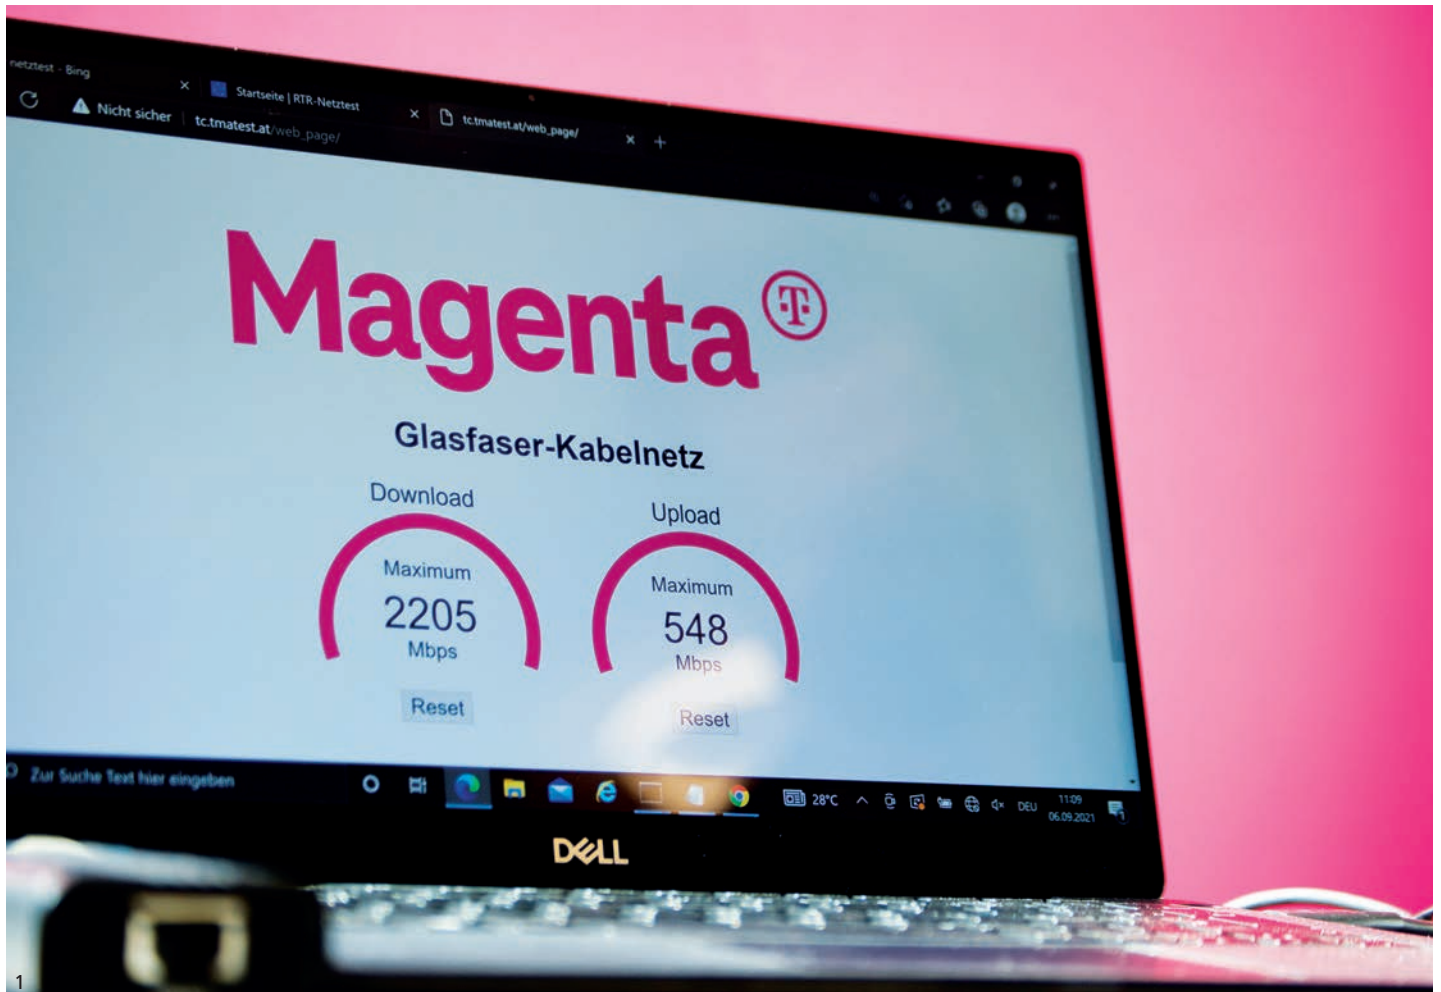 netztest - Bing
Startseite | RTR-Netztest
tc.tmatest.at/web_page/
Nicht sicher
tc.tmatest.at/web_page/
Magenta
T
Glasfaser-Kabelnetz
Download
Upload
Maximum
Maximum
2205
548
Mbps
Mbps
Reset
Reset
Zur Suche Text hier eingeben
28°C
DEU
11:09
06.09.2021
1
DELL
1